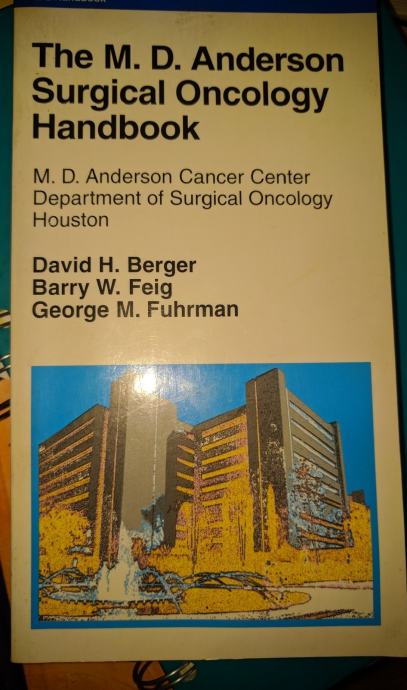 Handbook
The M. D. Anderson
Surgical Oncology
Handbook
M. D. Anderson Cancer Center
Department of Surgical Oncology
Houston
David H. Berger
Barry W. Feig
George M. Fuhrman